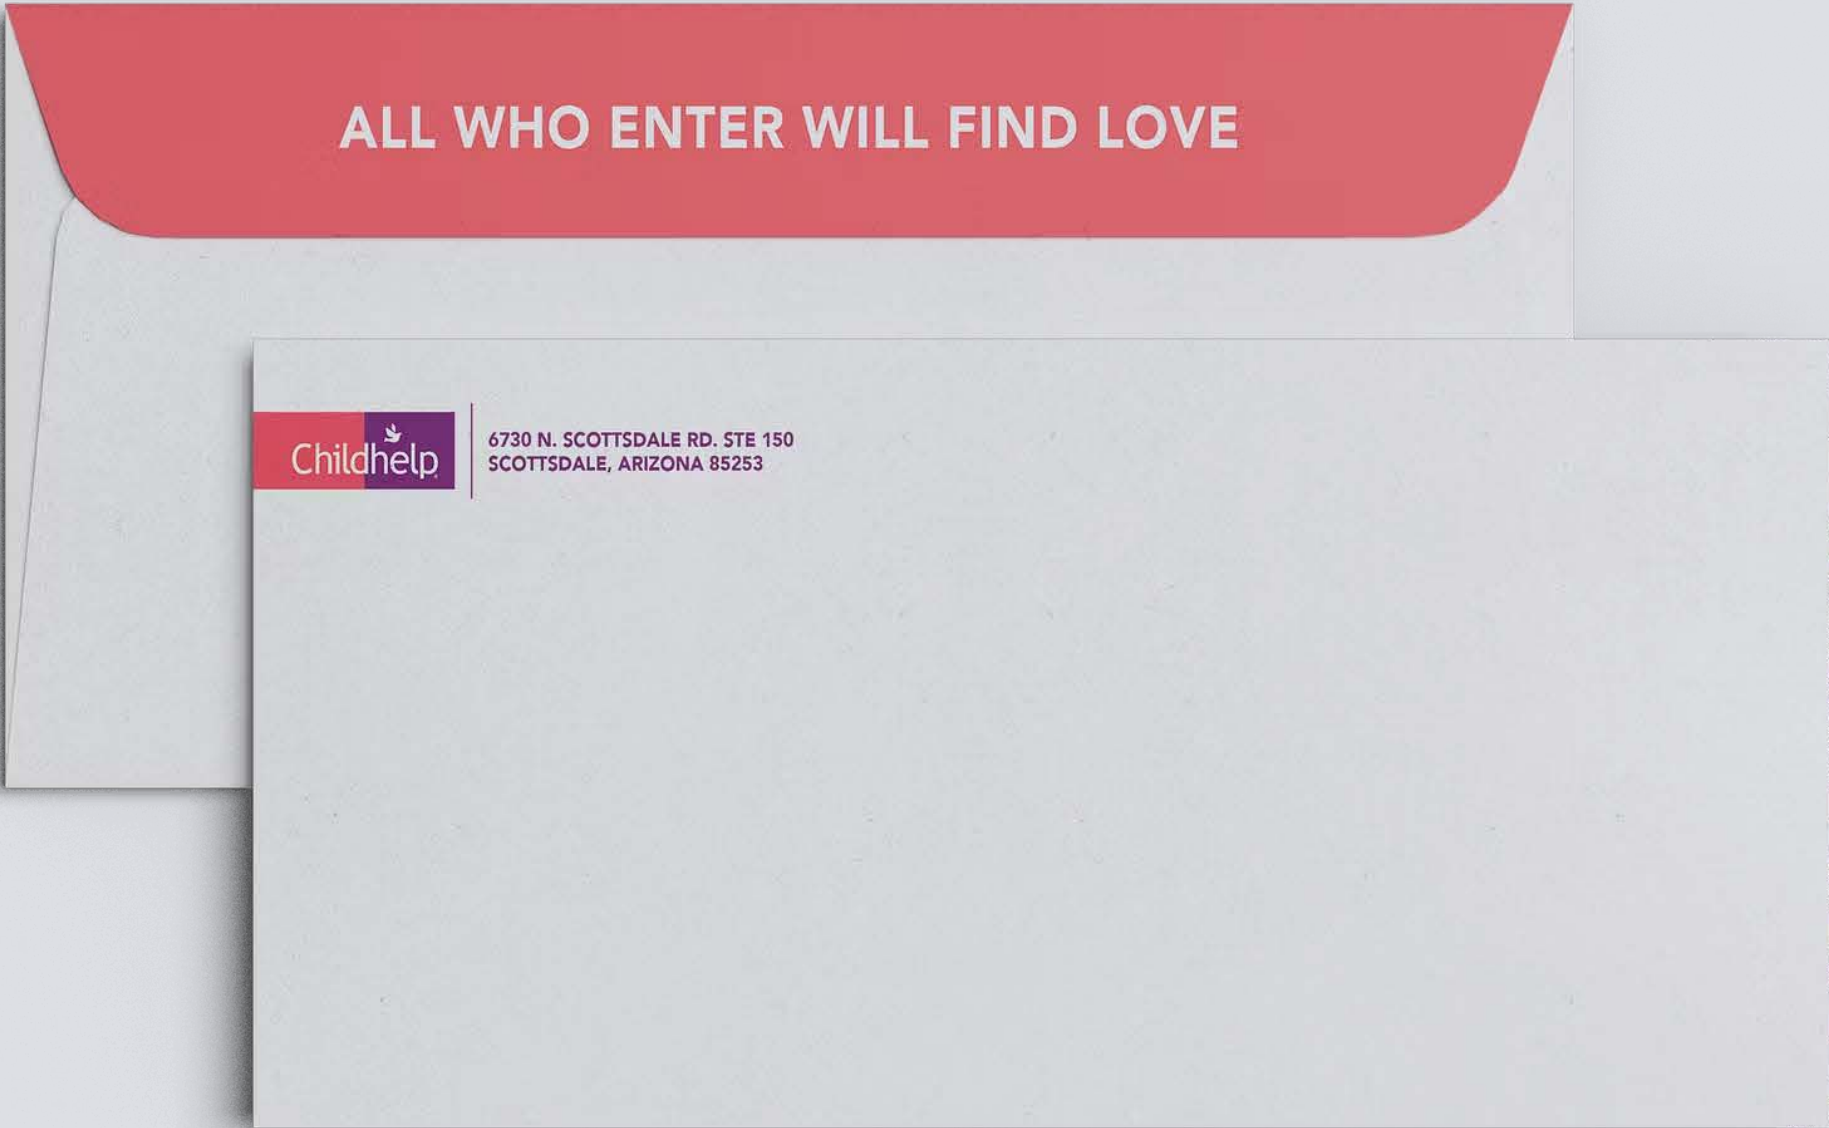 ALL WHO ENTER WILL FIND LOVE
Childhelp
6730 N. SCOTTSDALE RD. STE 150
SCOTTSDALE, ARIZONA 85253